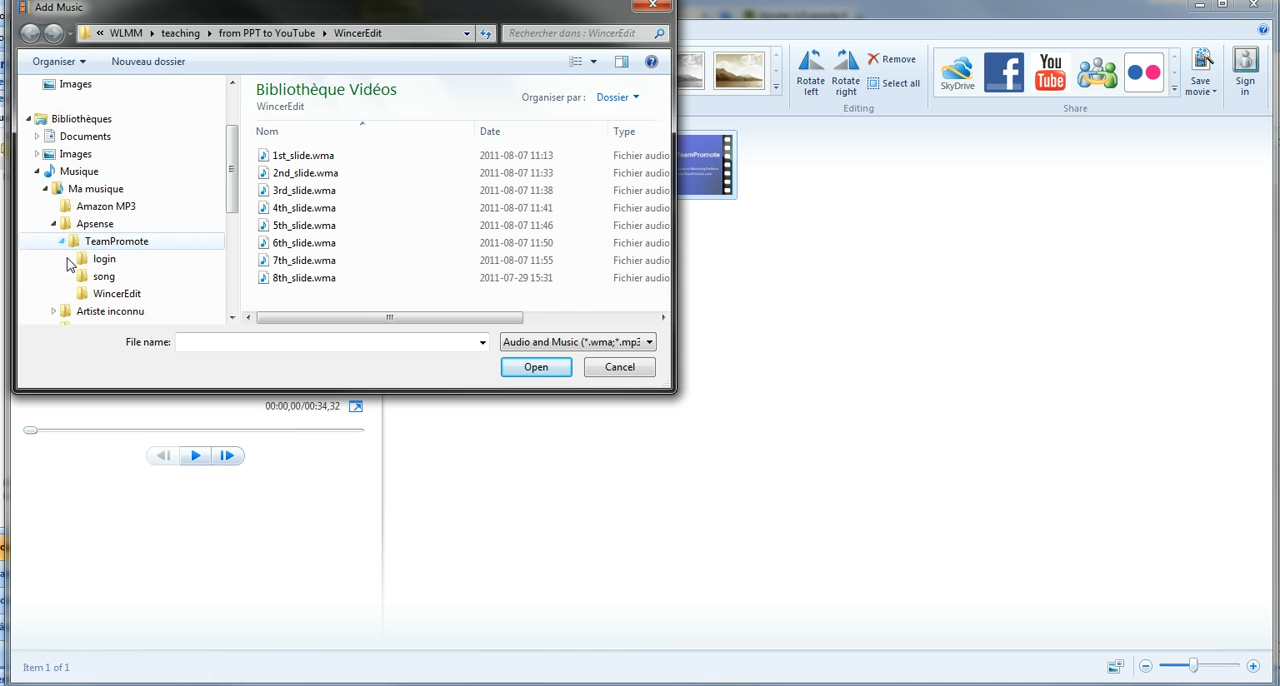 Add Music
« WLMM ▸ teaching ▸ from PPT to YouTube ▸ WincerEdit
Rechercher dans : WincerEdit
Organiser
Nouveau dossier
Images
Bibliothèques
Documents
Images
Musique
Ma musique
Amazon MP3
Apsense
TeamPromote
login
song
WincerEdit
Artiste inconnu
Bibliothèque Vidéos
WincerEdit
Organiser par : Dossier
Nom Date Type
1st_slide.wma 2011-08-07 11:13 Fichier audio
2nd_slide.wma 2011-08-07 11:33 Fichier audio
3rd_slide.wma 2011-08-07 11:38 Fichier audio
4th_slide.wma 2011-08-07 11:41 Fichier audio
5th_slide.wma 2011-08-07 11:46 Fichier audio
6th_slide.wma 2011-08-07 11:50 Fichier audio
7th_slide.wma 2011-08-07 11:55 Fichier audio
8th_slide.wma 2011-07-29 15:31 Fichier audio
File name:
Audio and Music (*.wma;*.mp3
Open
Cancel
Rotate left
Rotate right
Remove
Select all
Editing
SkyDrive
You Tube
Share
Save movie
Sign in
TeamPromote
00:00,00/00:34,32
Item 1 of 1